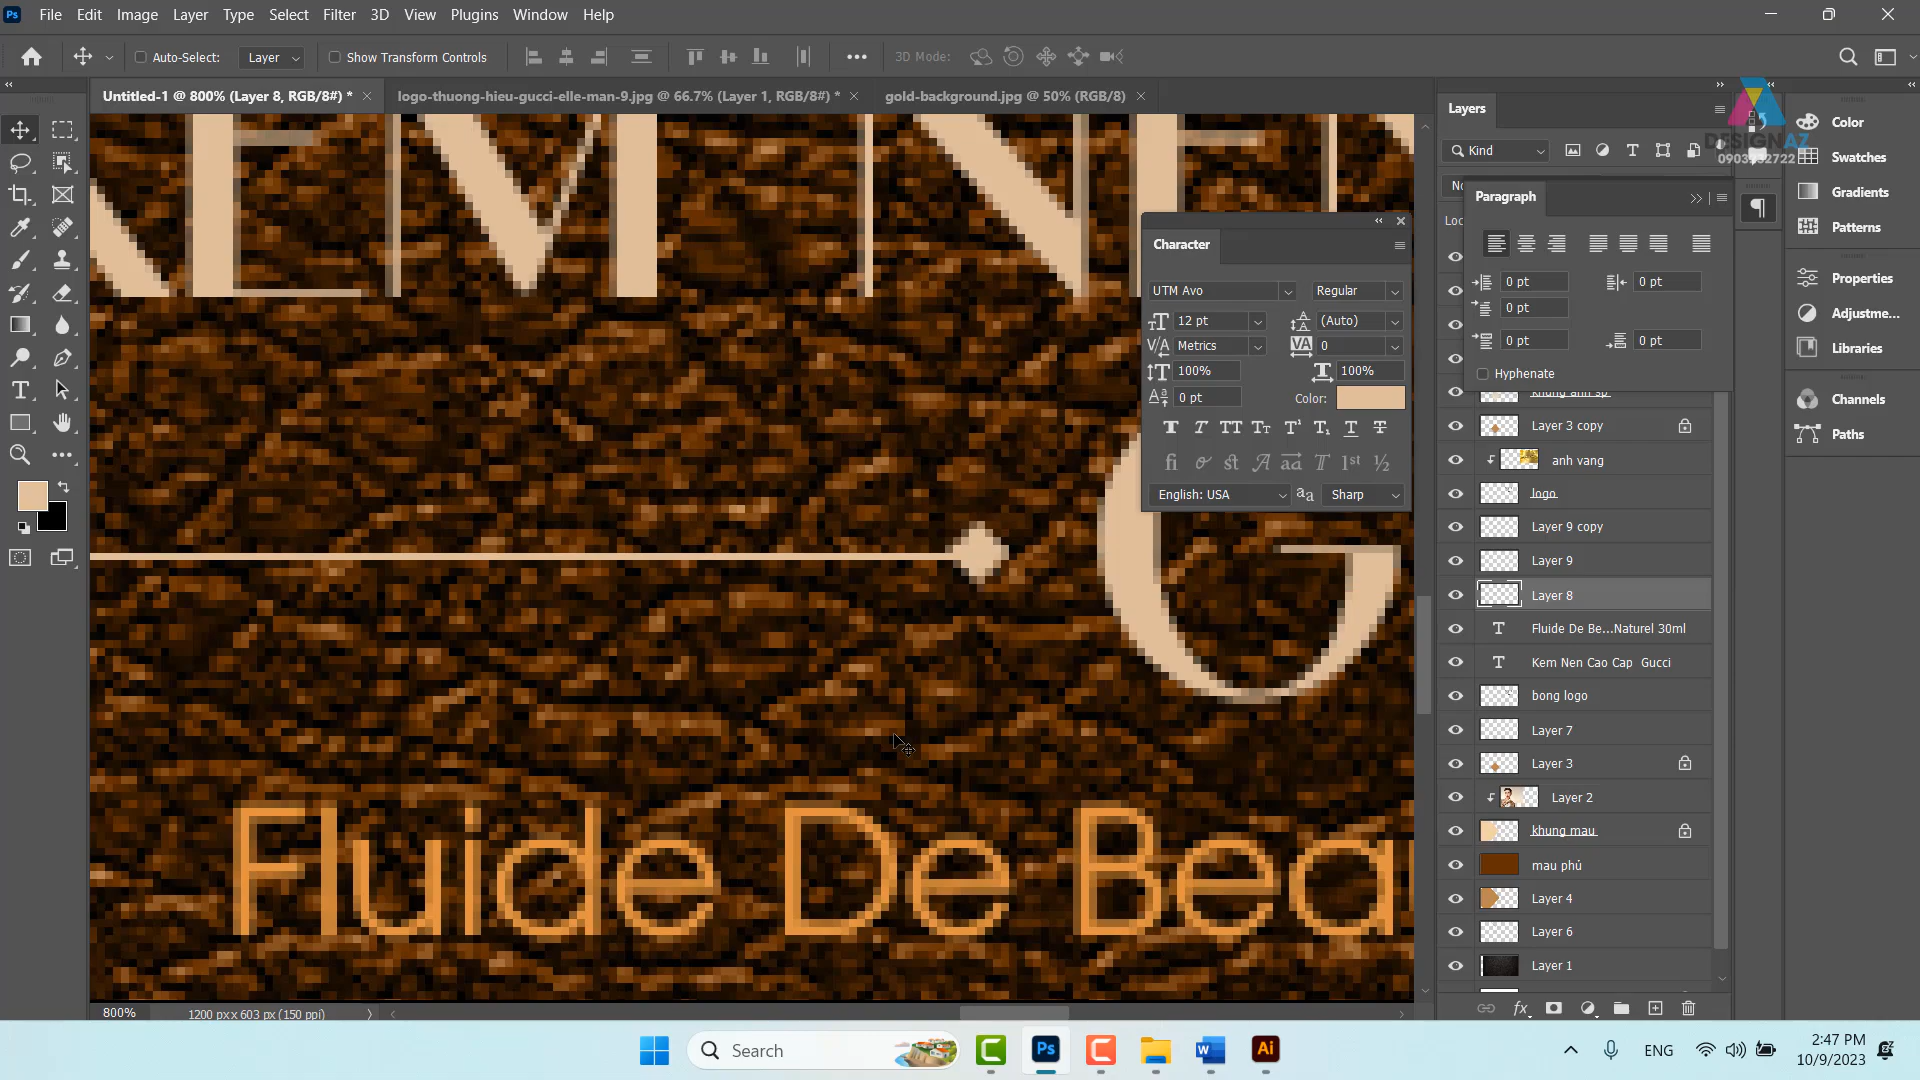 File Edit Image Layer Type Select Filter 3D View Plugins Window Help
Auto-Select: Layer Show Transform Controls 3D Mode:
Untitled-1 @ 800% (Layer 8, RGB/8#) * logo-thuong-hieu-gucci-elle-man-9.jpg @ 66.7% (Layer 1, RGB/8#) * gold-background.jpg @ 50% (RGB/8)
Layers
Kind
DESIGNAZ
Paragraph
0 pt 0 pt
0 pt
0 pt 0 pt
Hyphenate
Color
Swatches
Gradients
Patterns
Properties
Adjustme...
Libraries
Channels
Paths
Character
UTM Avo Regular
12 pt (Auto)
Metrics 0
100% 100%
0 pt Color:
English: USA Sharp
khung anh sp
Layer 3 copy
anh vang
logo
Layer 9 copy
Layer 9
Layer 8
Fluide De Be...Naturel 30ml
Kem Nen Cao Cap Gucci
bong logo
Layer 7
Layer 3
Layer 2
khung mau
mau phủ
Layer 4
Layer 6
Layer 1
G
Fluide De Bea
800% 1200 px x 603 px (150 ppi)
Search
ENG
2:47 PM
10/9/2023